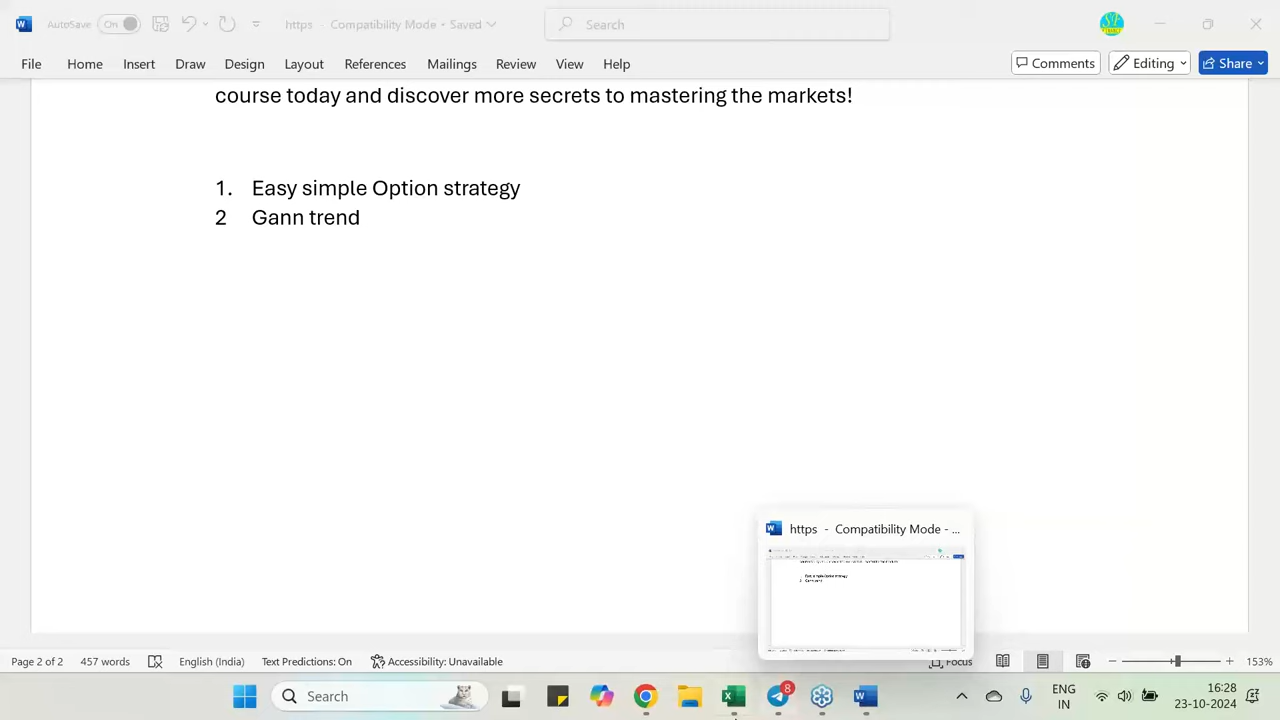 AutoSave On https - Compatibility Mode • Saved Search
File Home Insert Draw Design Layout References Mailings Review View Help Comments Editing Share
course today and discover more secrets to mastering the markets!
1. Easy simple Option strategy
2 Gann trend
https - Compatibility Mode - ...
Page 2 of 2 457 words English (India) Text Predictions: On Accessibility: Unavailable Focus 153%
Search 8 ENG 16:28
IN 23-10-2024